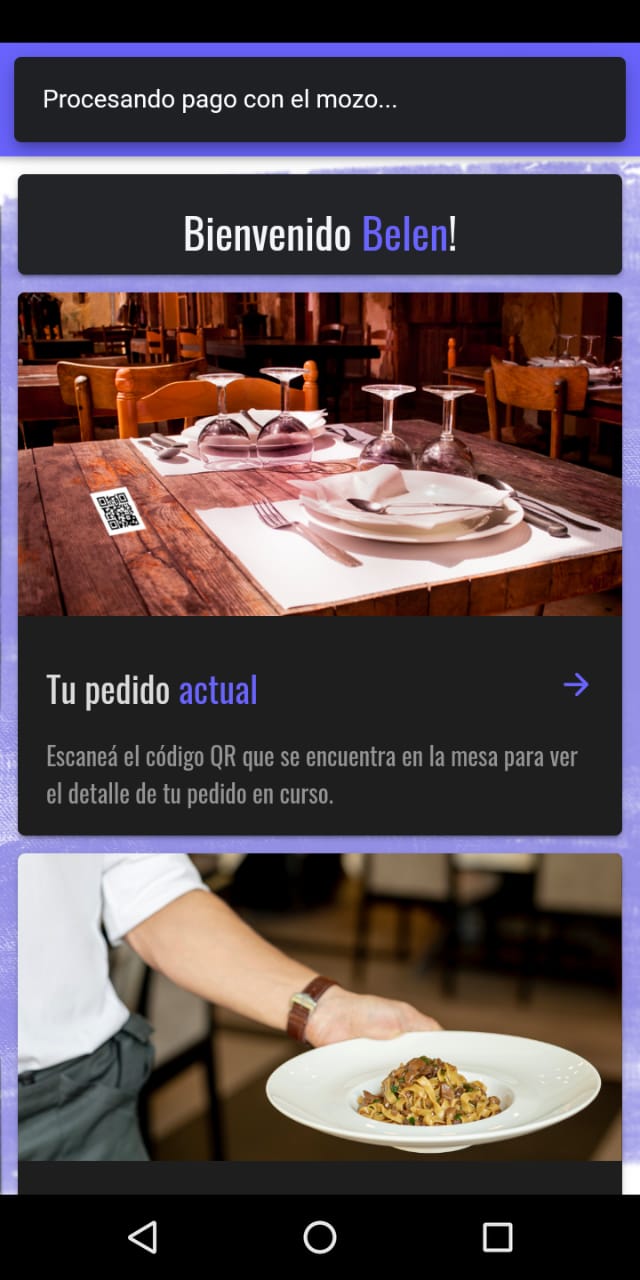 Procesando pago con el mozo...
Bienvenido Belen!
Tu pedido actual
Escaneá el código QR que se encuentra en la mesa para ver
el detalle de tu pedido en curso.